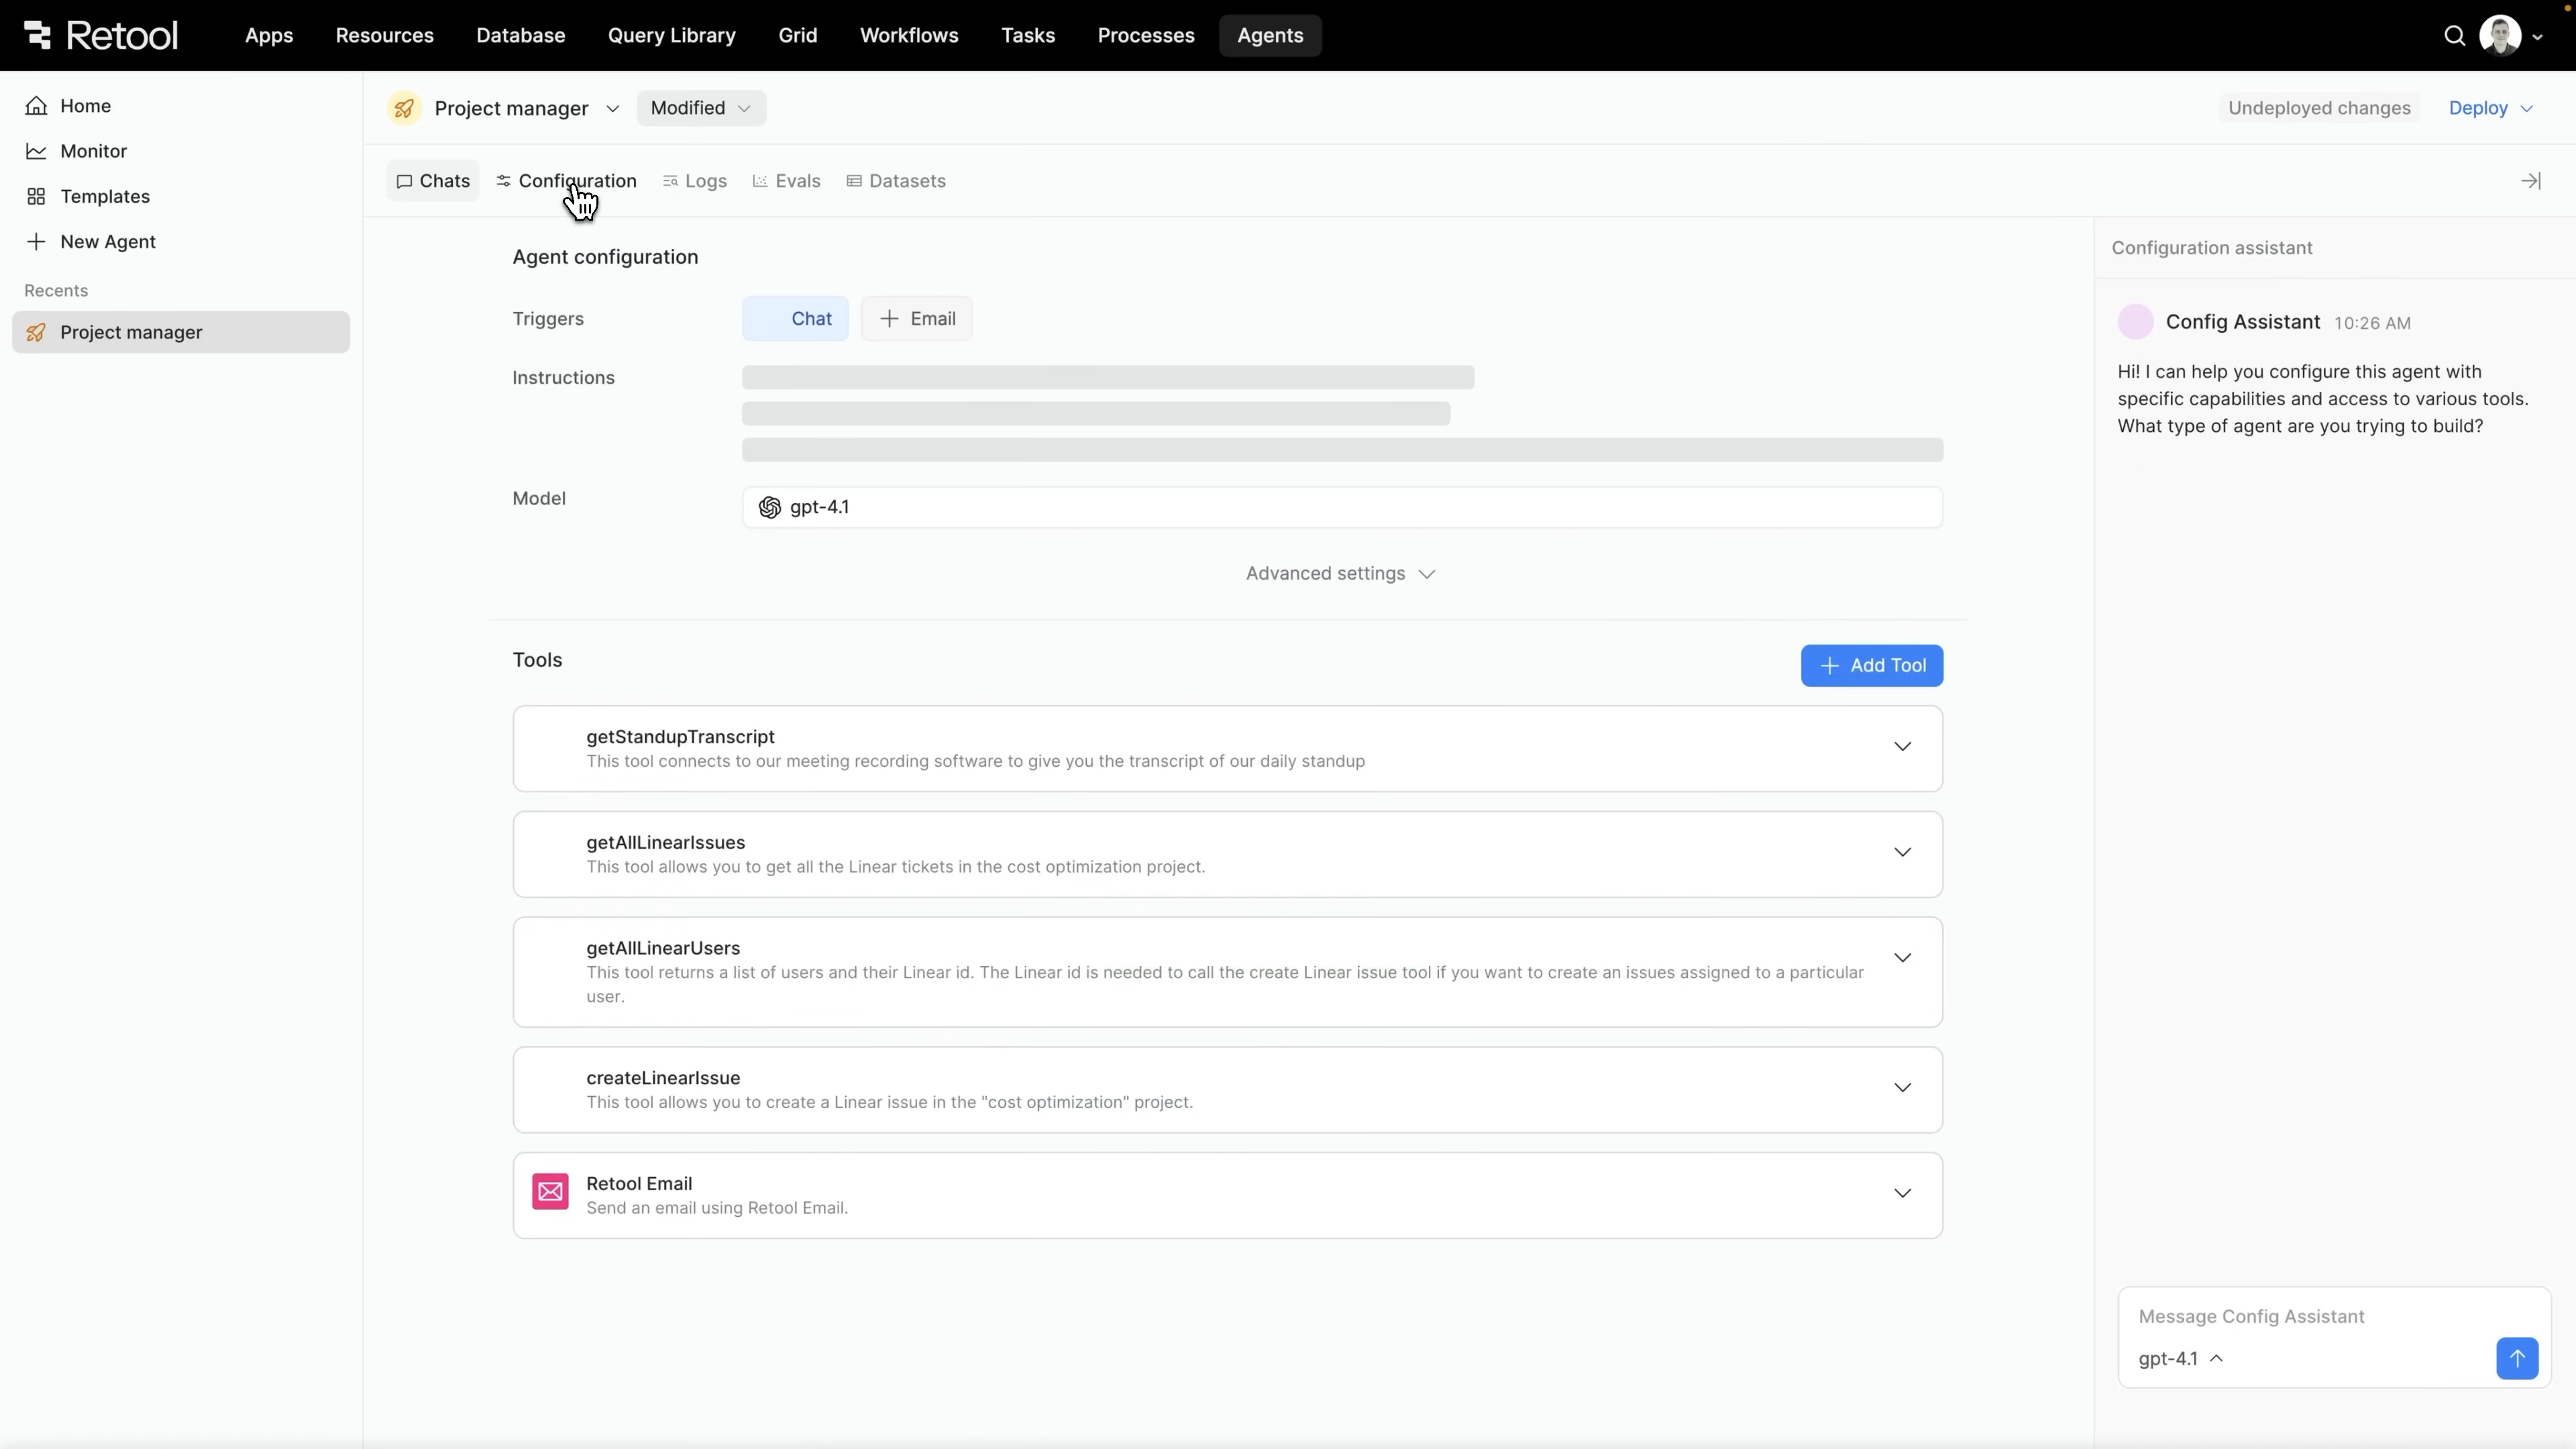 Retool
Apps
Resources
Database
Query Library
Grid
Workflows
Tasks
Processes
Agents
Home
Monitor
Templates
New Agent
Recents
Project manager
Project manager
Modified
Undeployed changes
Deploy
Chats
Configuration
Logs
Evals
Datasets
Agent configuration
Triggers
Chat
Email
Instructions
Model
gpt-4.1
Advanced settings
Tools
Add Tool
getStandupTranscript
This tool connects to our meeting recording software to give you the transcript of our daily standup
getAllLinearIssues
This tool allows you to get all the Linear tickets in the cost optimization project.
getAllLinearUsers
This tool returns a list of users and their Linear id. The Linear id is needed to call the create Linear issue tool if you want to create an issues assigned to a particular
user.
createLinearIssue
This tool allows you to create a Linear issue in the "cost optimization" project.
Retool Email
Send an email using Retool Email.
Configuration assistant
Config Assistant 10:26 AM
Hi! I can help you configure this agent with
specific capabilities and access to various tools.
What type of agent are you trying to build?
Message Config Assistant
gpt-4.1